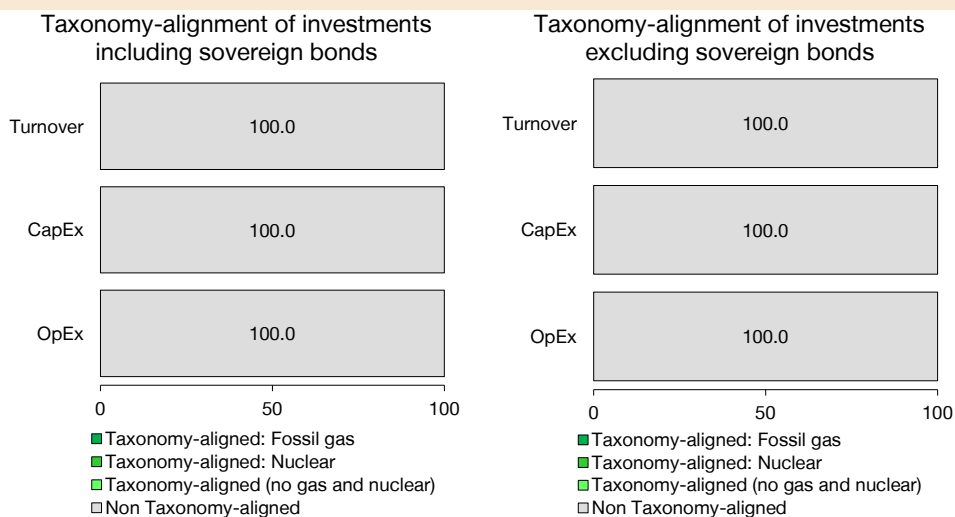 Taxonomy-alignment of investments
including sovereign bonds
Turnover
100.0
CapEx
100.0
OpEx
100.0
0 50 100
Taxonomy-aligned: Fossil gas
Taxonomy-aligned: Nuclear
Taxonomy-aligned (no gas and nuclear)
Non Taxonomy-aligned
Taxonomy-alignment of investments
excluding sovereign bonds
Turnover
100.0
CapEx
100.0
OpEx
100.0
0 50 100
Taxonomy-aligned: Fossil gas
Taxonomy-aligned: Nuclear
Taxonomy-aligned (no gas and nuclear)
Non Taxonomy-aligned